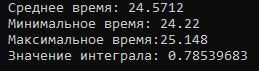 Среднее время: 24.5712
Минимальное время: 24.22
Максимальное время:25.148
Значение интеграла: 0.78539683